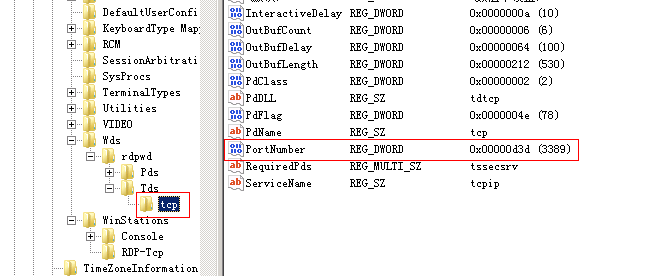 DefaultUserConfi
KeyboardType Map
RCM
SessionArbitrati
SysProcs
TerminalTypes
Utilities
VIDEO
Wds
rdpwd
Pds
Tds
tcp
WinStations
Console
RDP-Tcp
TimeZoneInformation
InteractiveDelay REG_DWORD 0x0000000a (10)
OutBufCount REG_DWORD 0x00000006 (6)
OutBufDelay REG_DWORD 0x00000064 (100)
OutBufLength REG_DWORD 0x00000212 (530)
PdClass REG_DWORD 0x00000002 (2)
PdDLL REG_SZ tdtcp
PdFlag REG_DWORD 0x0000004e (78)
PdName REG_SZ tcp
PortNumber REG_DWORD 0x00000d3d (3389)
RequiredPds REG_MULTI_SZ tssecsrv
ServiceName REG_SZ tcpip